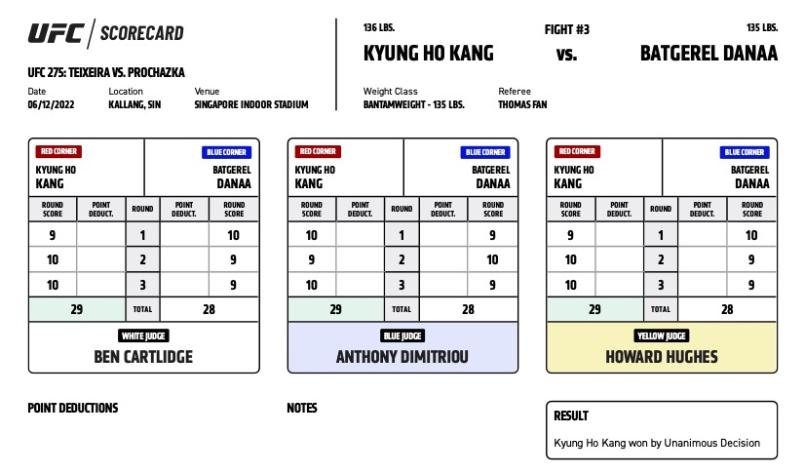 UFC SCORECARD
UFC 275: TEIXEIRA VS. PROCHAZKA
Date Location Venue
06/12/2022 KALLANG, SIN SINGAPORE INDOOR STADIUM
136 LBS. FIGHT #3 135 LBS.
KYUNG HO KANG VS. BATGEREL DANAA
Weight Class Referee
BANTAMWEIGHT - 135 LBS. THOMAS FAN
RED CORNER BLUE CORNER
KYUNG HO BATGEREL
KANG DANAA
ROUND POINT ROUND POINT ROUND
SCORE DEDUCT. DEDUCT. SCORE
9 1 10
10 2 9
10 3 9
29 TOTAL 28
WHITE JUDGE
BEN CARTLIDGE
RED CORNER BLUE CORNER
KYUNG HO BATGEREL
KANG DANAA
ROUND POINT ROUND POINT ROUND
SCORE DEDUCT. DEDUCT. SCORE
10 1 9
9 2 10
10 3 9
29 TOTAL 28
BLUE JUDGE
ANTHONY DIMITRIOU
RED CORNER BLUE CORNER
KYUNG HO BATGEREL
KANG DANAA
ROUND POINT ROUND POINT ROUND
SCORE DEDUCT. DEDUCT. SCORE
9 1 10
10 2 9
10 3 9
29 TOTAL 28
YELLOW JUDGE
HOWARD HUGHES
POINT DEDUCTIONS
NOTES
RESULT
Kyung Ho Kang won by Unanimous Decision